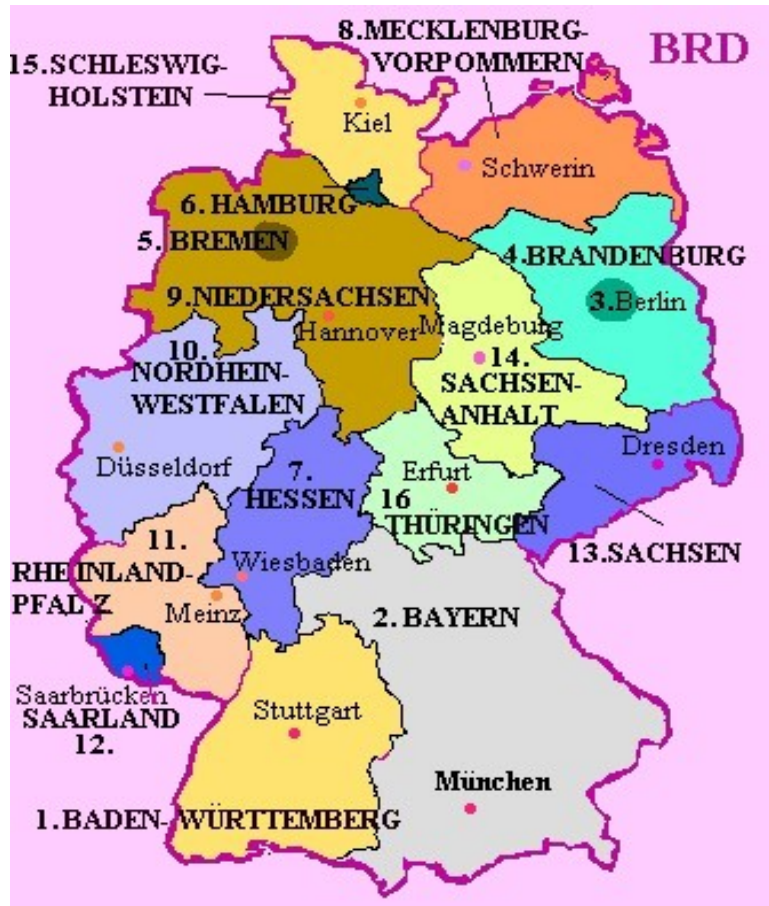 8.MECKLENBURG-
VORPOMMERN
BRD
15.SCHLESWIG-
HOLSTEIN
Kiel
Schwerin
6. HAMBURG
5. BREMEN
4.BRANDENBURG
9.NIEDERSACHSEN
3.Berlin
Hannover
Magdeburg
10.
NORDHEIN-
WESTFALEN
14.
SACHSEN-
ANHALT
Düsseldorf
7.
HESSEN
Erfurt
Dresden
16
THÜRINGEN
11.
RHEINLAND-
PFAL Z
Wiesbaden
13.SACHSEN
Meinz
2. BAYERN
Saarbrücken
SAARLAND
12.
Stuttgart
München
1.BADEN-WÜRTTEMBERG